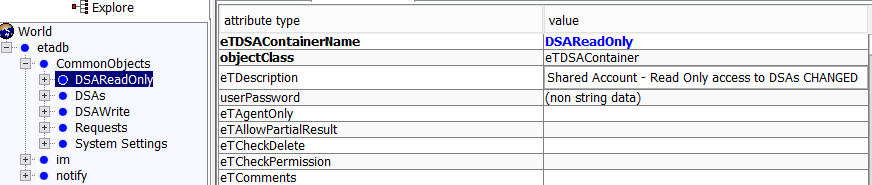 Explore
World
etadb
CommonObjects
DSAReadOnly
DSAs
DSAWrite
Requests
System Settings
im
notify
attribute type value
eTDSAContainerName DSAReadOnly
objectClass eTDSAContainer
eTDescription Shared Account - Read Only access to DSAs CHANGED
userPassword (non string data)
eTAgentOnly
eTAllowPartialResult
eTCheckDelete
eTCheckPermission
eTComments